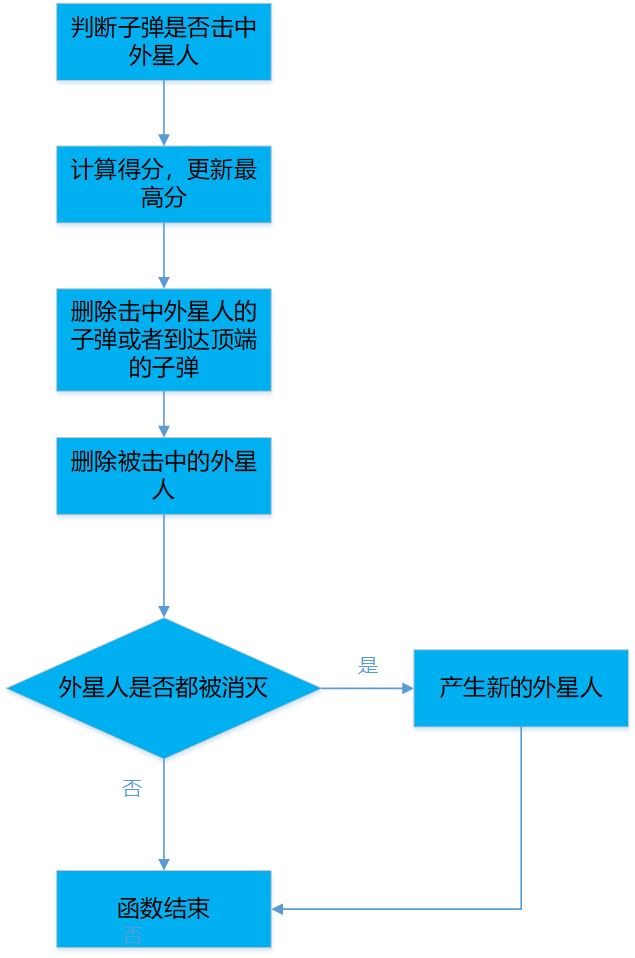 判断子弹是否击中
外星人
计算得分，更新最
高分
删除击中外星人的
子弹或者到达顶端
的子弹
删除被击中的外星
人
外星人是否都被消灭
是
产生新的外星人
否
函数结束
否